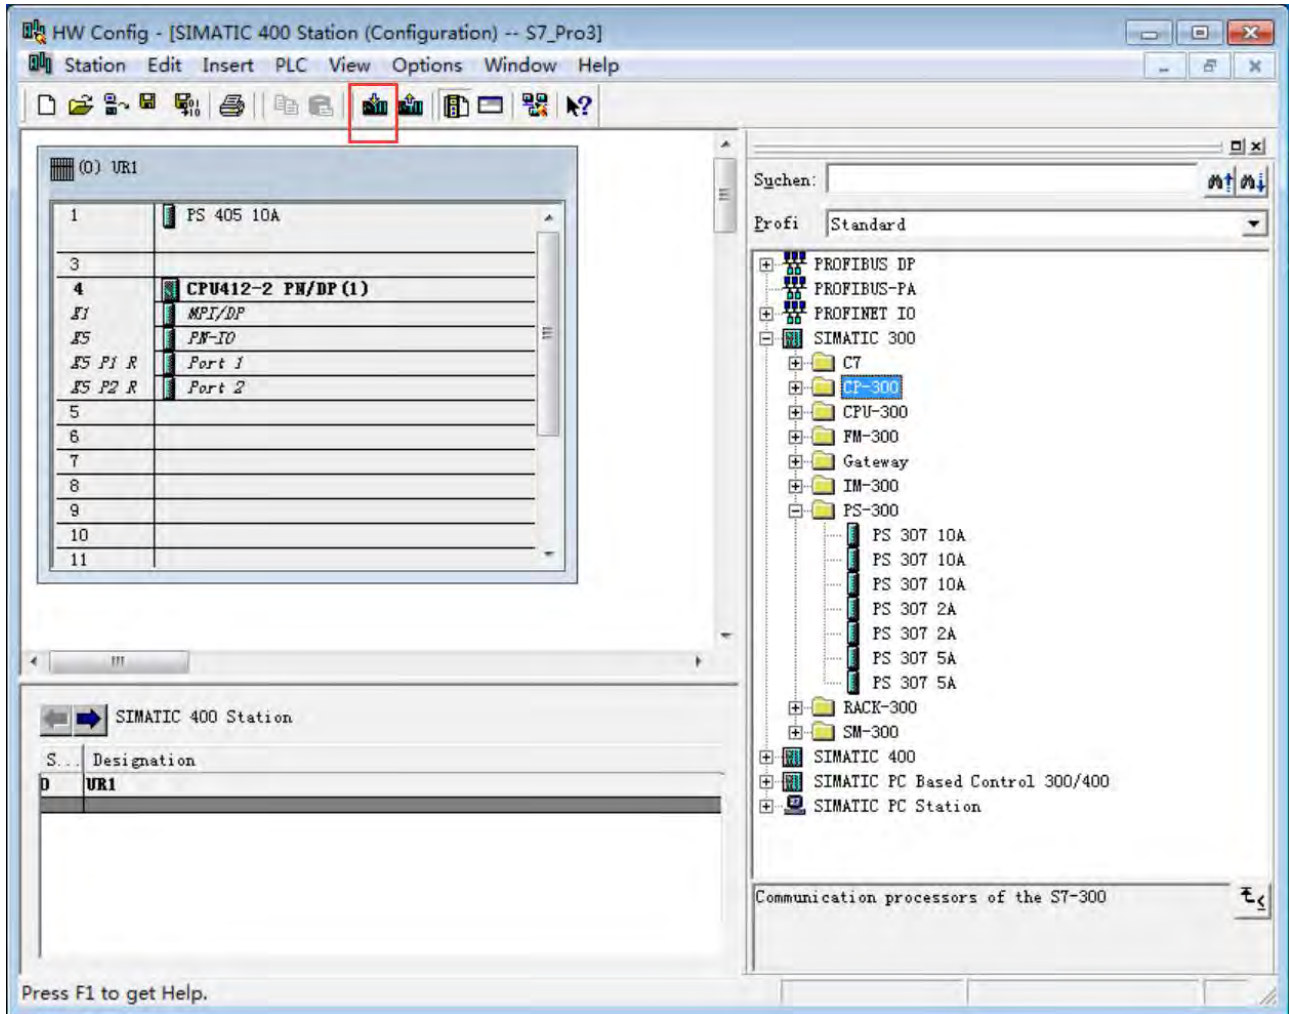 HW Config - [SIMATIC 400 Station (Configuration) -- S7_Pro3]
Station Edit Insert PLC View Options Window Help
(0) UR1
1 PS 405 10A
3
4 CPU412-2 PN/DP(1)
X1 MPI/DP
X5 PN-IO
X5 P1 R Port 1
X5 P2 R Port 2
5
6
7
8
9
10
11
SIMATIC 400 Station
S... Designation
0 UR1
Suchen:
Profi Standard
PROFIBUS DP
PROFIBUS-PA
PROFINET IO
SIMATIC 300
C7
CP-300
CPU-300
FM-300
Gateway
IM-300
PS-300
PS 307 10A
PS 307 10A
PS 307 10A
PS 307 2A
PS 307 2A
PS 307 5A
PS 307 5A
RACK-300
SM-300
SIMATIC 400
SIMATIC PC Based Control 300/400
SIMATIC PC Station
Communication processors of the S7-300
Press F1 to get Help.